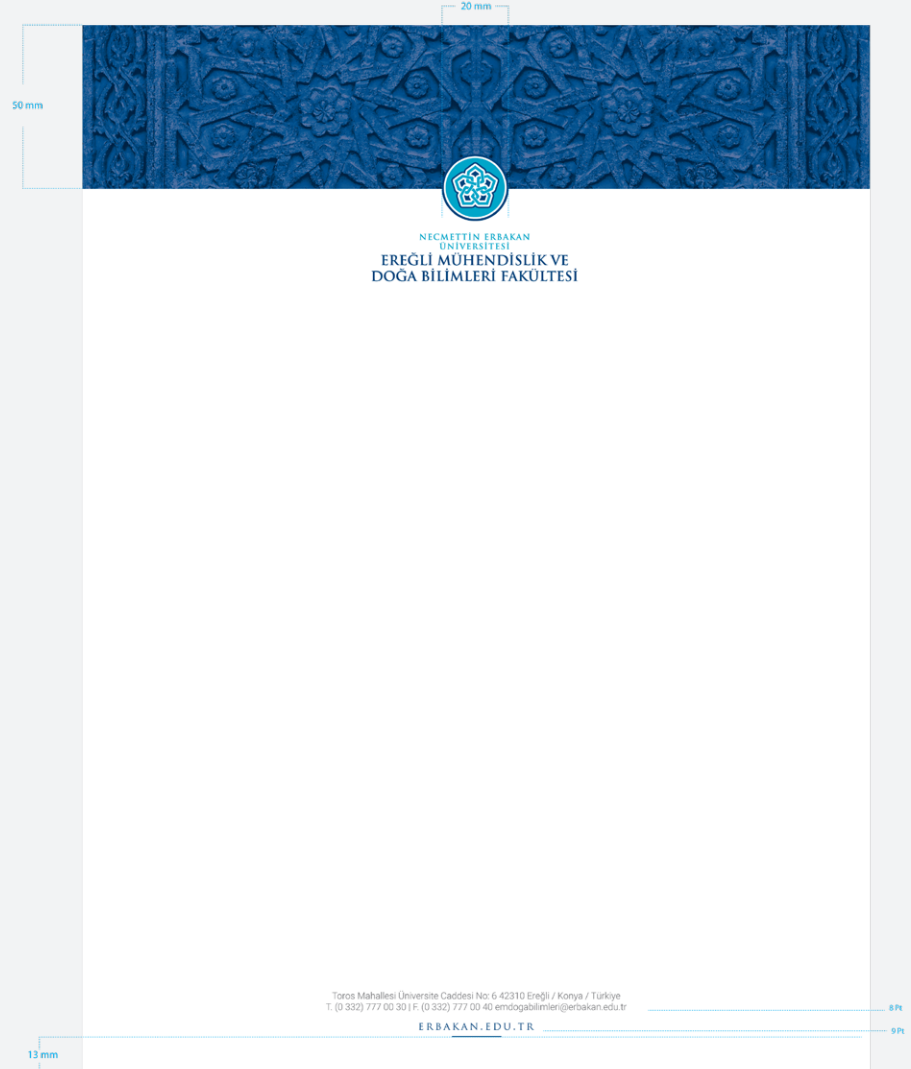 20 mm
50 mm
NECMETTİN ERBAKAN
ÜNİVERSİTESİ
EREĞLİ MÜHENDİSLİK VE
DOĞA BİLİMLERİ FAKÜLTESİ
Toros Mahallesi Üniversite Caddesi No: 6 42310 Ereğli / Konya / Türkiye
T. (0 332) 777 00 30 | F. (0 332) 777 00 40 emdogabilimleri@erbakan.edu.tr
8 Pt
ERBAKAN.EDU.TR
9 Pt
13 mm